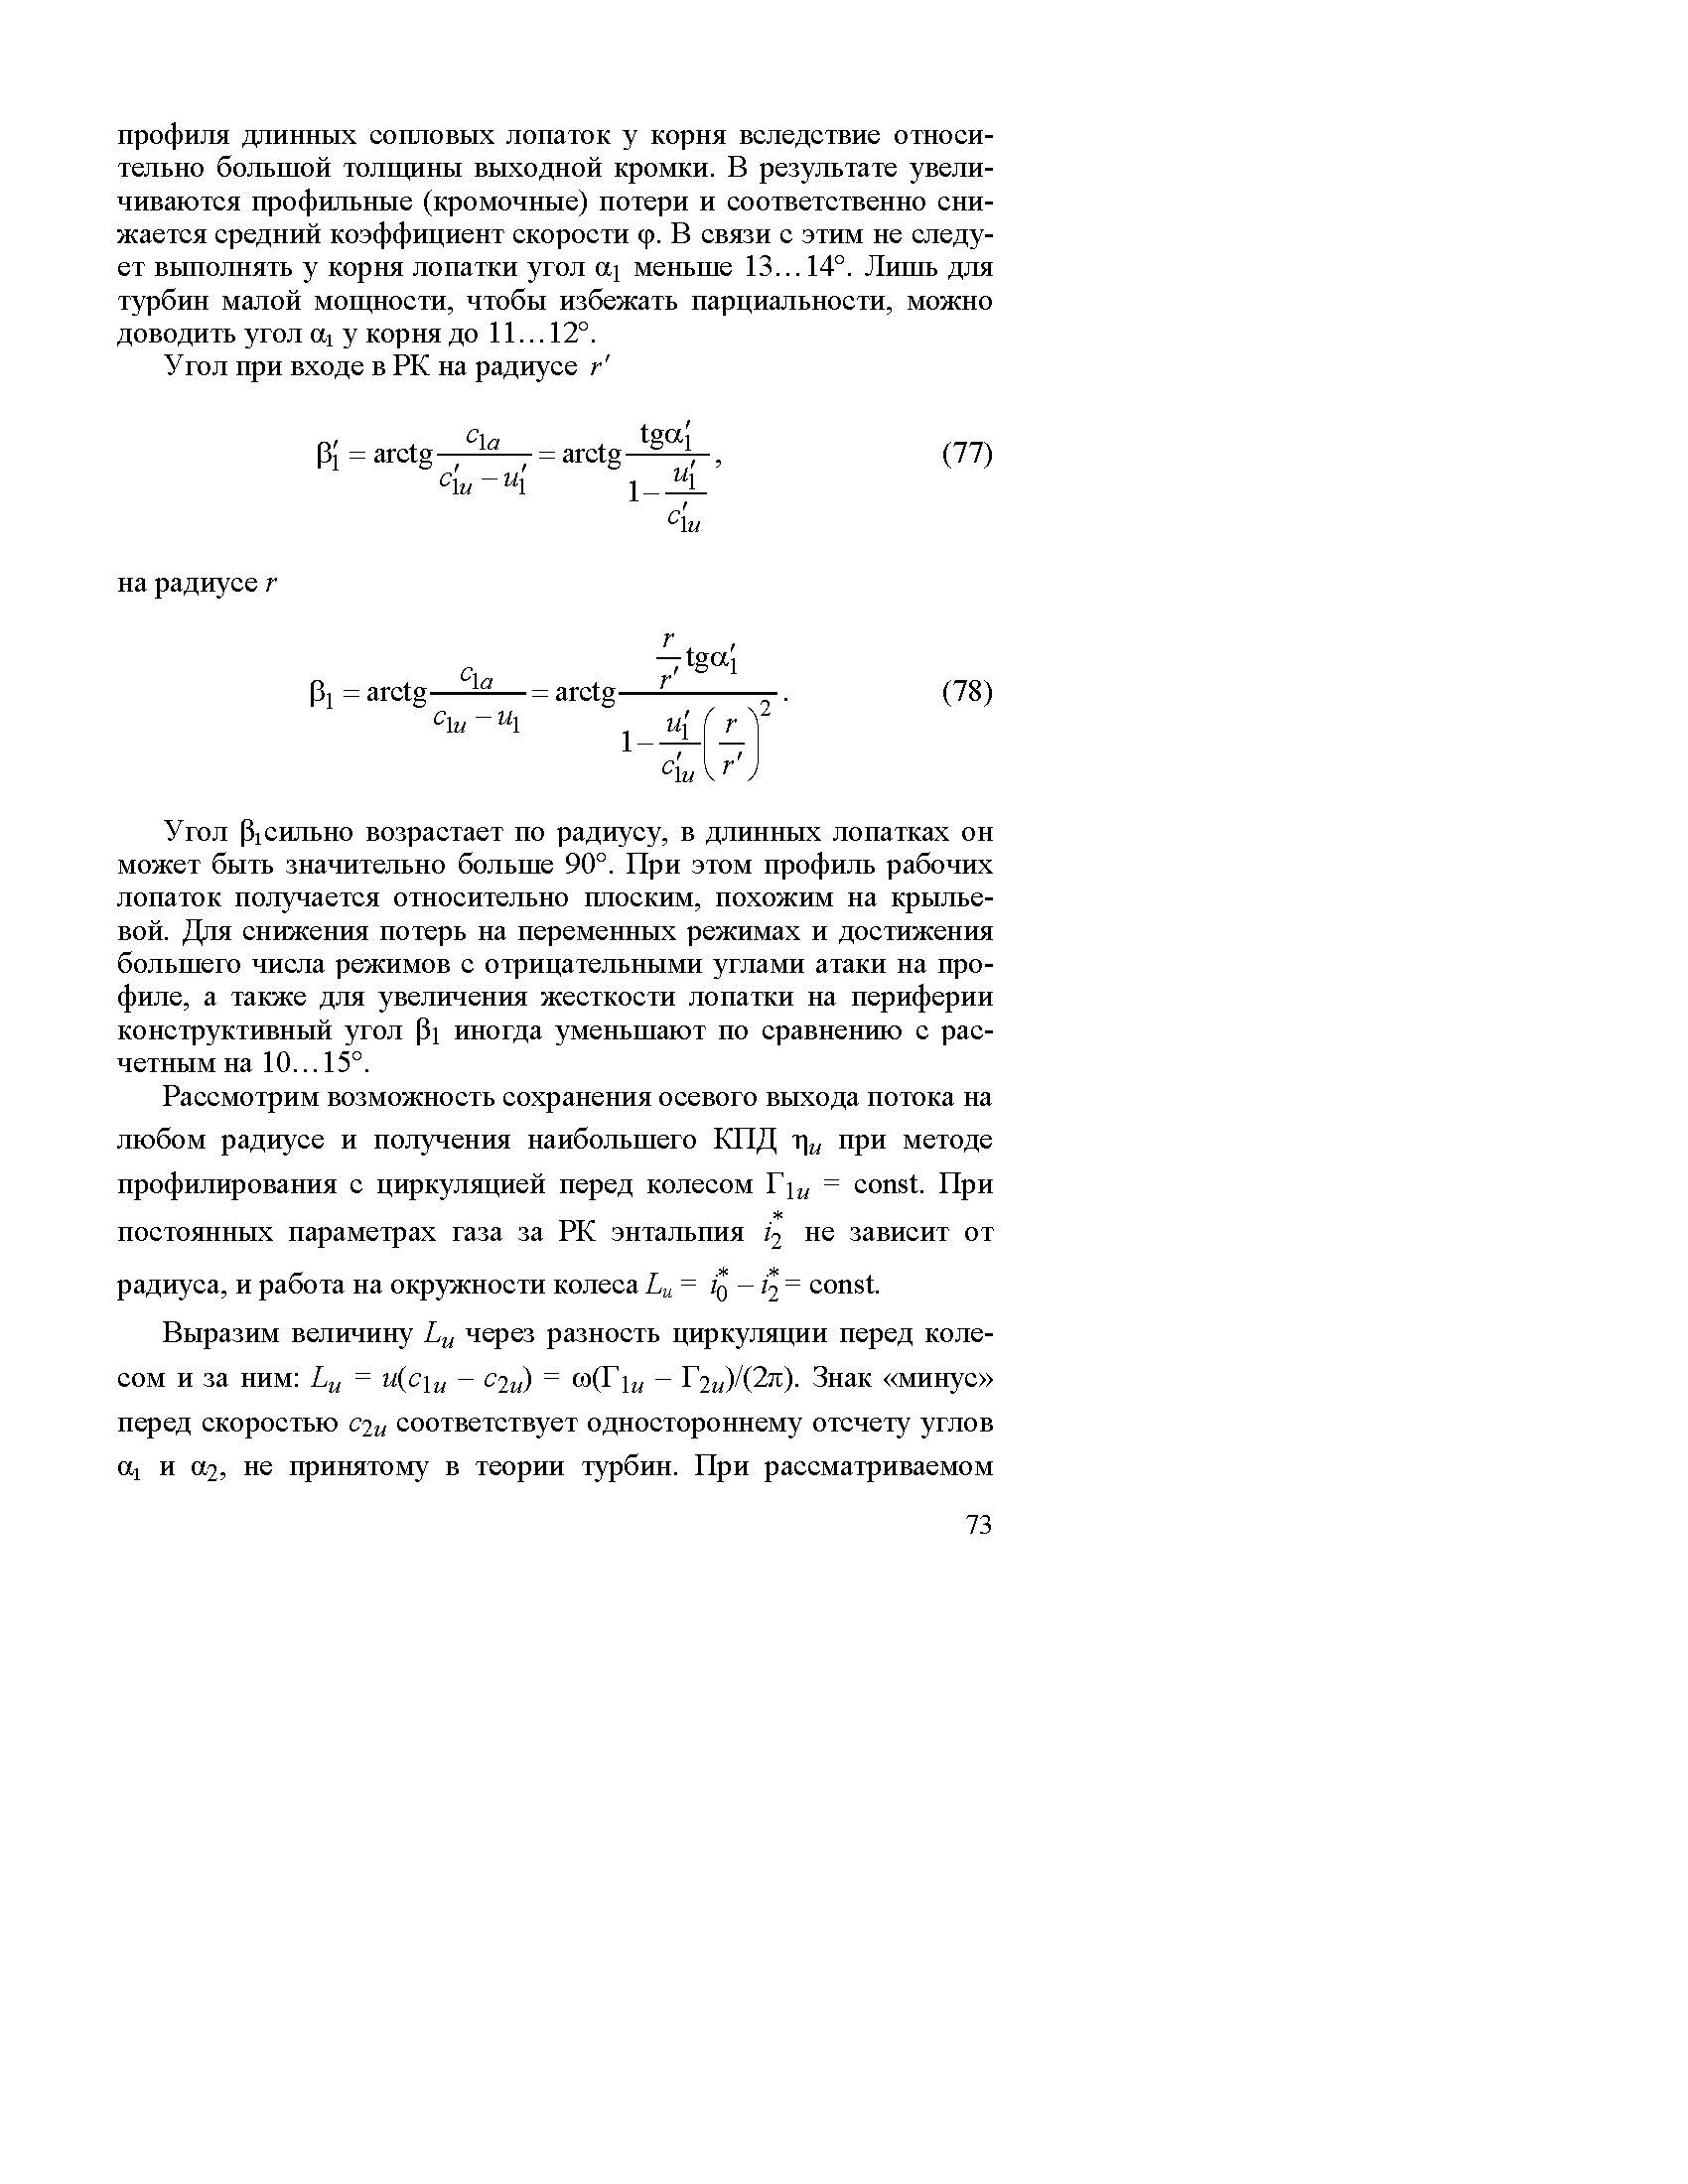 профиля длинных сопловых лопаток у корня вследствие относи-
тельно большой толщины выходной кромки. В результате увели-
чиваются профильные (кромочные) потери и соответственно сни-
жается средний коэффициент скорости φ. В связи с этим не следу-
ет выполнять у корня лопатки угол α₁ меньше 13…14°. Лишь для
турбин малой мощности, чтобы избежать парциальности, можно
доводить угол α₁ у корня до 11…12°.
Угол при входе в РК на радиусе r′
β′₁ = arctg c₁ₐ / (c′₁ᵤ – u′₁) = arctg tgα′₁ / (1 – u′₁/c′₁ᵤ), (77)
на радиусе r
β₁ = arctg c₁ₐ / (c₁ᵤ – u₁) = arctg (r/r′) tgα′₁ / (1 – (u′₁/c′₁ᵤ)(r/r′)²). (78)
Угол β₁сильно возрастает по радиусу, в длинных лопатках он
может быть значительно больше 90°. При этом профиль рабочих
лопаток получается относительно плоским, похожим на крылье-
вой. Для снижения потерь на переменных режимах и достижения
большего числа режимов с отрицательными углами атаки на про-
филе, а также для увеличения жесткости лопатки на периферии
конструктивный угол β₁ иногда уменьшают по сравнению с рас-
четным на 10…15°.
Рассмотрим возможность сохранения осевого выхода потока на
любом радиусе и получения наибольшего КПД ηᵤ при методе
профилирования с циркуляцией перед колесом Γ₁ᵤ = const. При
постоянных параметрах газа за РК энтальпия i₂* не зависит от
радиуса, и работа на окружности колеса Lᵤ = i₀* – i₂* = const.
Выразим величину Lᵤ через разность циркуляции перед коле-
сом и за ним: Lᵤ = u(c₁ᵤ – c₂ᵤ) = ω(Γ₁ᵤ – Γ₂ᵤ)/(2π). Знак «минус»
перед скоростью c₂ᵤ соответствует одностороннему отсчету углов
α₁ и α₂, не принятому в теории турбин. При рассматриваемом
73